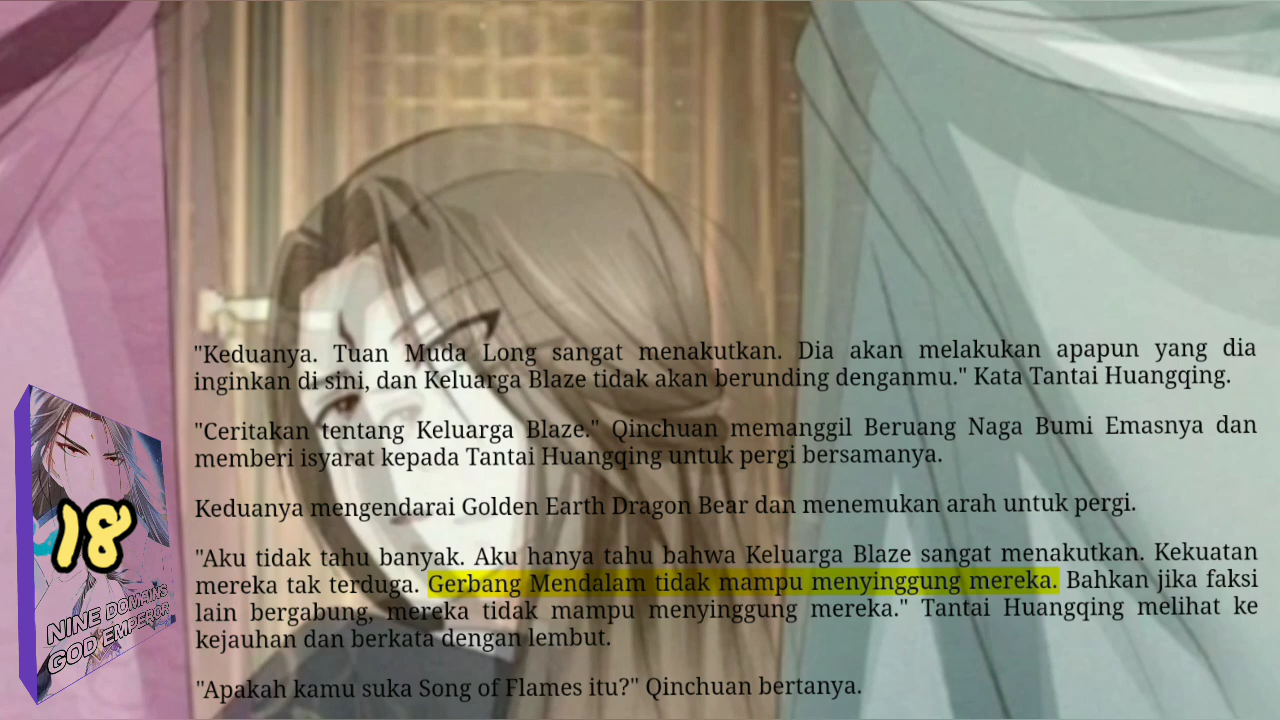 "Keduanya. Tuan Muda Long sangat menakutkan. Dia akan melakukan apapun yang dia
inginkan di sini, dan Keluarga Blaze tidak akan berunding denganmu." Kata Tantai Huangqing.
"Ceritakan tentang Keluarga Blaze." Qinchuan memanggil Beruang Naga Bumi Emasnya dan
memberi isyarat kepada Tantai Huangqing untuk pergi bersamanya.
Keduanya mengendarai Golden Earth Dragon Bear dan menemukan arah untuk pergi.
"Aku tidak tahu banyak. Aku hanya tahu bahwa Keluarga Blaze sangat menakutkan. Kekuatan
mereka tak terduga. Gerbang Mendalam tidak mampu menyinggung mereka. Bahkan jika faksi
lain bergabung, mereka tidak mampu menyinggung mereka." Tantai Huangqing melihat ke
kejauhan dan berkata dengan lembut.
"Apakah kamu suka Song of Flames itu?" Qinchuan bertanya.
18
NINE DOMAINS
GOD EMPEROR